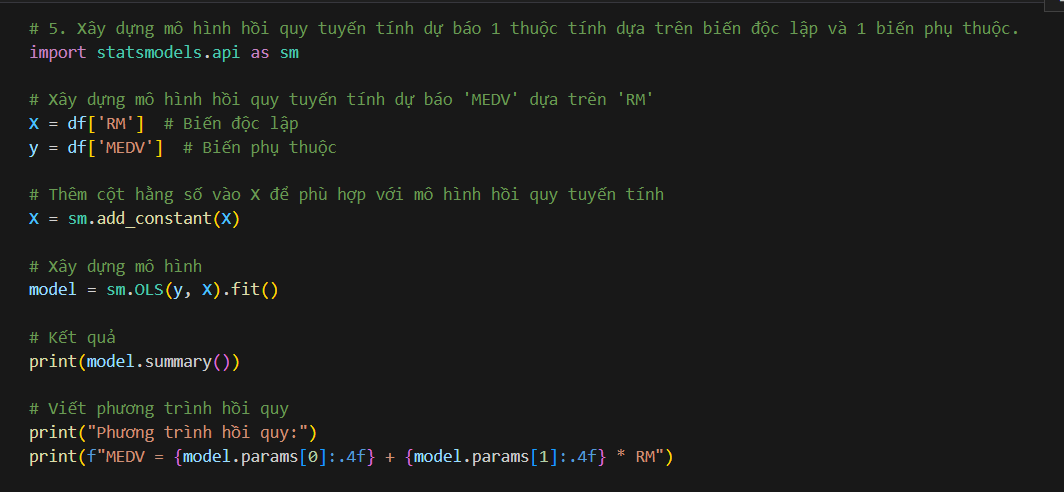 # 5. Xây dựng mô hình hồi quy tuyến tính dự báo 1 thuộc tính dựa trên biến độc lập và 1 biến phụ thuộc.
import statsmodels.api as sm
# Xây dựng mô hình hồi quy tuyến tính dự báo 'MEDV' dựa trên 'RM'
X = df['RM']  # Biến độc lập
y = df['MEDV']  # Biến phụ thuộc
# Thêm cột hằng số vào X để phù hợp với mô hình hồi quy tuyến tính
X = sm.add_constant(X)
# Xây dựng mô hình
model = sm.OLS(y, X).fit()
# Kết quả
print(model.summary())
# Viết phương trình hồi quy
print("Phương trình hồi quy:")
print(f"MEDV = {model.params[0]:.4f} + {model.params[1]:.4f} * RM")